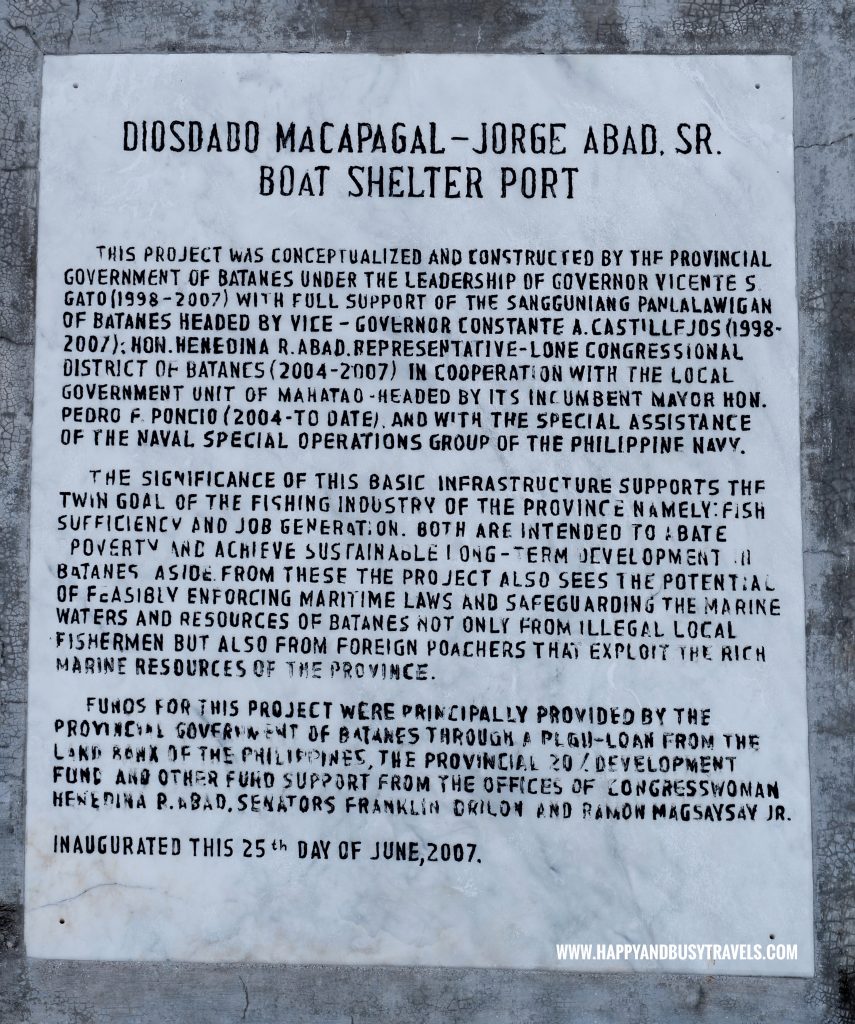 DIOSDADO MACAPAGAL-JORGE ABAD, SR.
BOAT SHELTER PORT
THIS PROJECT WAS CONCEPTUALIZED AND CONSTRUCTED BY THE PROVINCIAL
GOVERNMENT OF BATANES UNDER THE LEADERSHIP OF GOVERNOR VICENTE S.
GATO (1998-2007) WITH FULL SUPPORT OF THE SANGGUNIANG PANLALAWIGAN
OF BATANES HEADED BY VICE-GOVERNOR CONSTANTE A. CASTILLEJOS (1998-
2007); HON. HENEDINA R. ABAD, REPRESENTATIVE-LONE CONGRESSIONAL
DISTRICT OF BATANES (2004-2007) IN COOPERATION WITH THE LOCAL
GOVERNMENT UNIT OF MAHATAO-HEADED BY ITS INCUMBENT MAYOR HON.
PEDRO F. PONCIO (2004-TO DATE), AND WITH THE SPECIAL ASSISTANCE
OF THE NAVAL SPECIAL OPERATIONS GROUP OF THE PHILIPPINE NAVY.
THE SIGNIFICANCE OF THIS BASIC INFRASTRUCTURE SUPPORTS THE
TWIN GOAL OF THE FISHING INDUSTRY OF THE PROVINCE NAMELY: FISH
SUFFICIENCY AND JOB GENERATION. BOTH ARE INTENDED TO ABATE
POVERTY AND ACHIEVE SUSTAINABLE LONG-TERM DEVELOPMENT IN
BATANES. ASIDE FROM THESE THE PROJECT ALSO SEES THE POTENTIAL
OF FEASIBLY ENFORCING MARITIME LAWS AND SAFEGUARDING THE MARINE
WATERS AND RESOURCES OF BATANES NOT ONLY FROM ILLEGAL LOCAL
FISHERMEN BUT ALSO FROM FOREIGN POACHERS THAT EXPLOIT THE RICH
MARINE RESOURCES OF THE PROVINCE.
FUNDS FOR THIS PROJECT WERE PRINCIPALLY PROVIDED BY THE
PROVINCIAL GOVERNMENT OF BATANES THROUGH A PLGU-LOAN FROM THE
LAND BANK OF THE PHILIPPINES, THE PROVINCIAL 20% DEVELOPMENT
FUND AND OTHER FUND SUPPORT FROM THE OFFICES OF CONGRESSWOMAN
HENEDINA R. ABAD, SENATORS FRANKLIN DRILON AND RAMON MAGSAYSAY JR.
INAUGURATED THIS 25th DAY OF JUNE, 2007.
WWW.HAPPYANDBUSYTRAVELS.COM